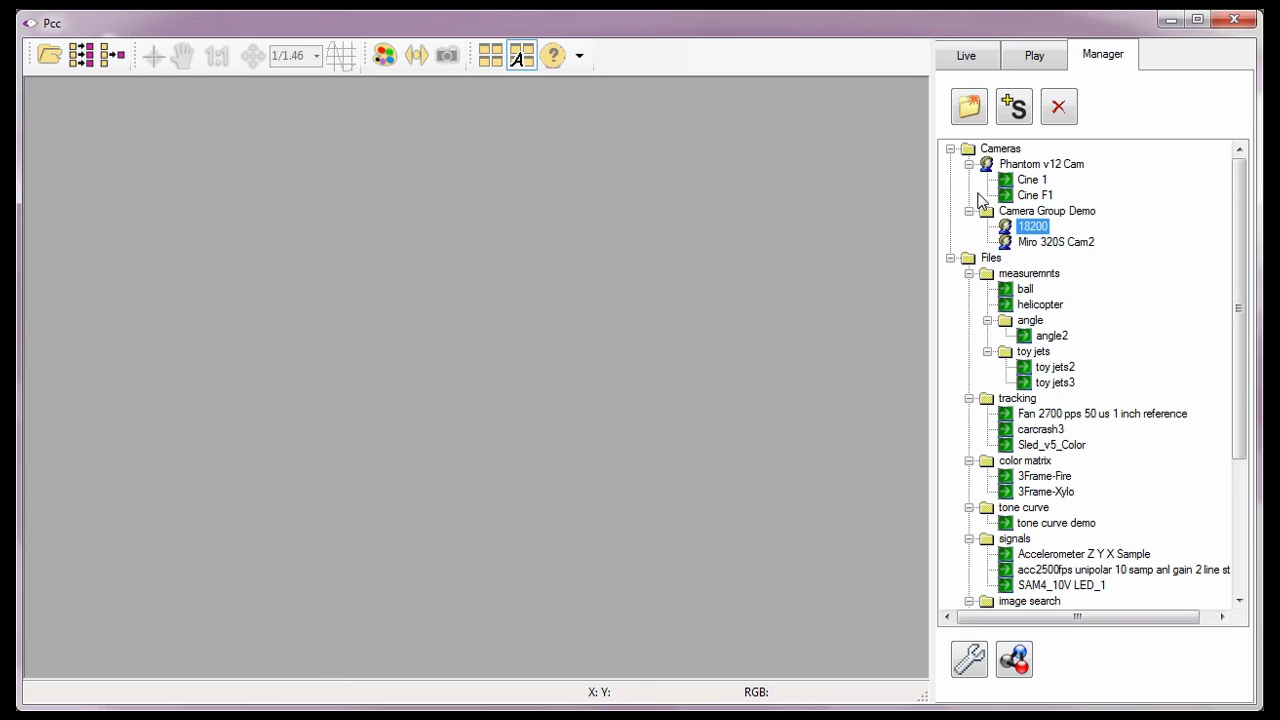 Pcc
1/1.46
A
?
Live
Play
Manager
+S
Cameras
Phantom v12 Cam
Cine 1
Cine F1
Camera Group Demo
18200
Miro 320S Cam2
Files
measuremnts
ball
helicopter
angle
angle2
toy jets
toy jets2
toy jets3
tracking
Fan 2700 pps 50 us 1 inch reference
carcrash3
Sled_v5_Color
color matrix
3Frame-Fire
3Frame-Xylo
tone curve
tone curve demo
signals
Accelerometer Z Y X Sample
acc2500fps unipolar 10 samp anl gain 2 line st
SAM4_10V LED_1
image search
X: Y:
RGB: